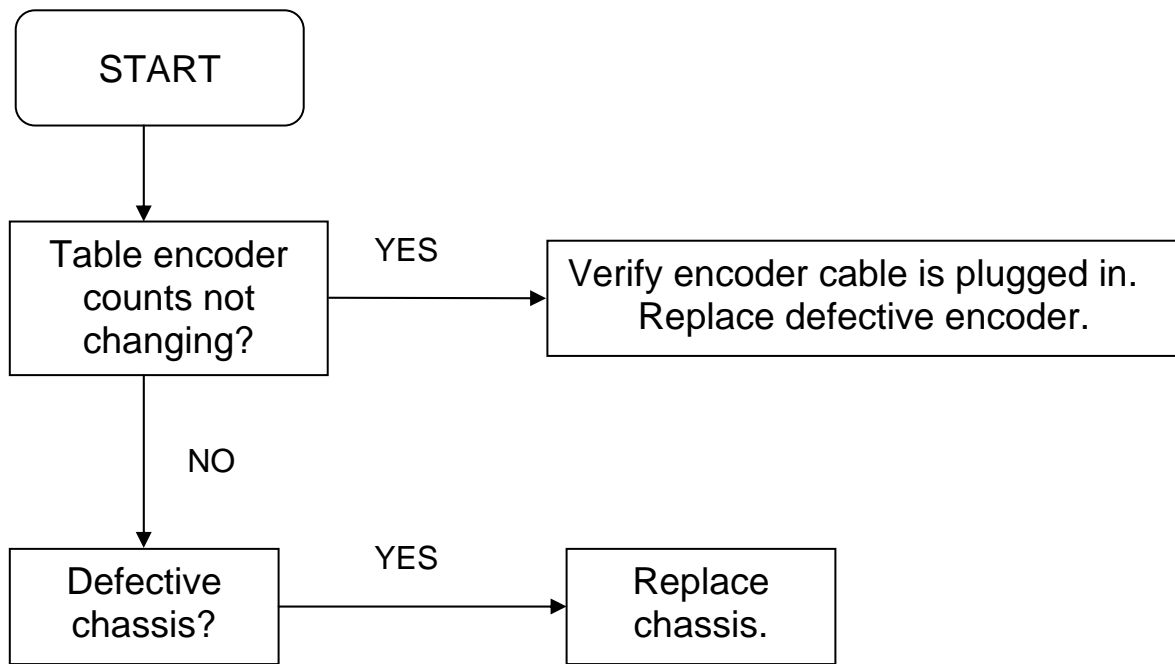 START
Table encoder
counts not
changing?
YES
Verify encoder cable is plugged in.
Replace defective encoder.
NO
Defective
chassis?
YES
Replace
chassis.